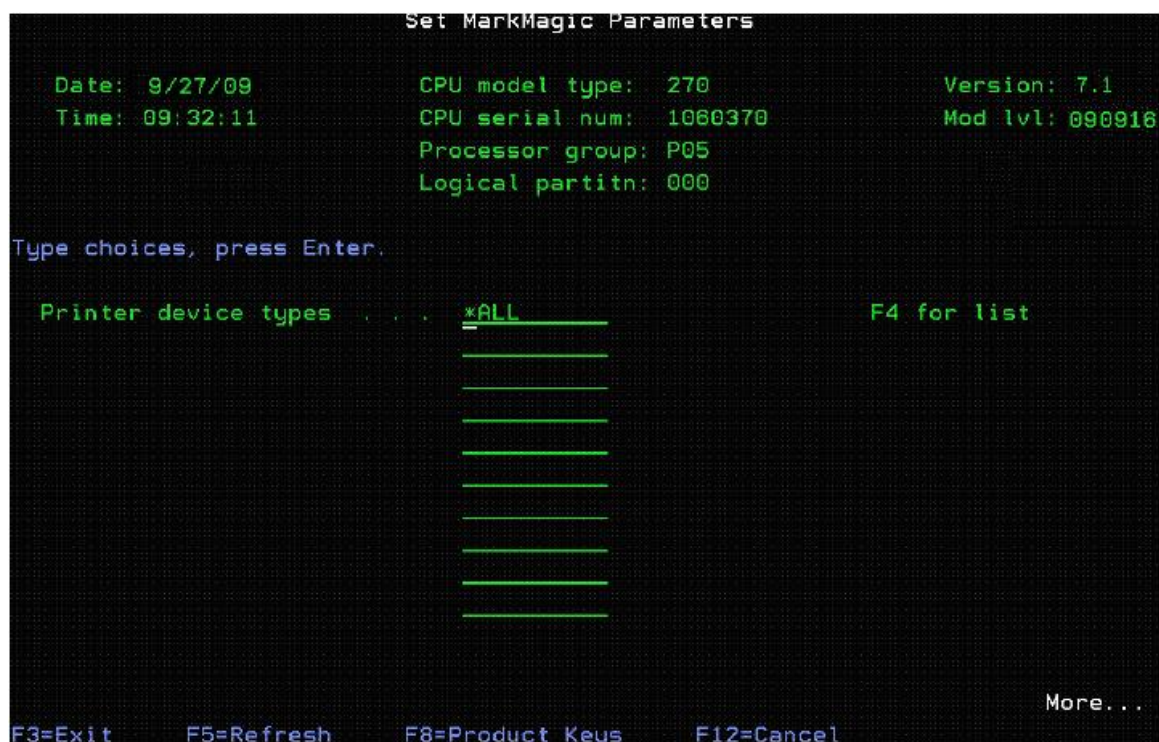 Set MarkMagic Parameters
Date: 9/27/09 CPU model type: 270 Version: 7.1
Time: 09:32:11 CPU serial num: 1060370 Mod lvl: 090916
Processor group: P05
Logical partitn: 000
Type choices, press Enter.
Printer device types . . . *ALL F4 for list
More...
F3=Exit F5=Refresh F8=Product Keys F12=Cancel